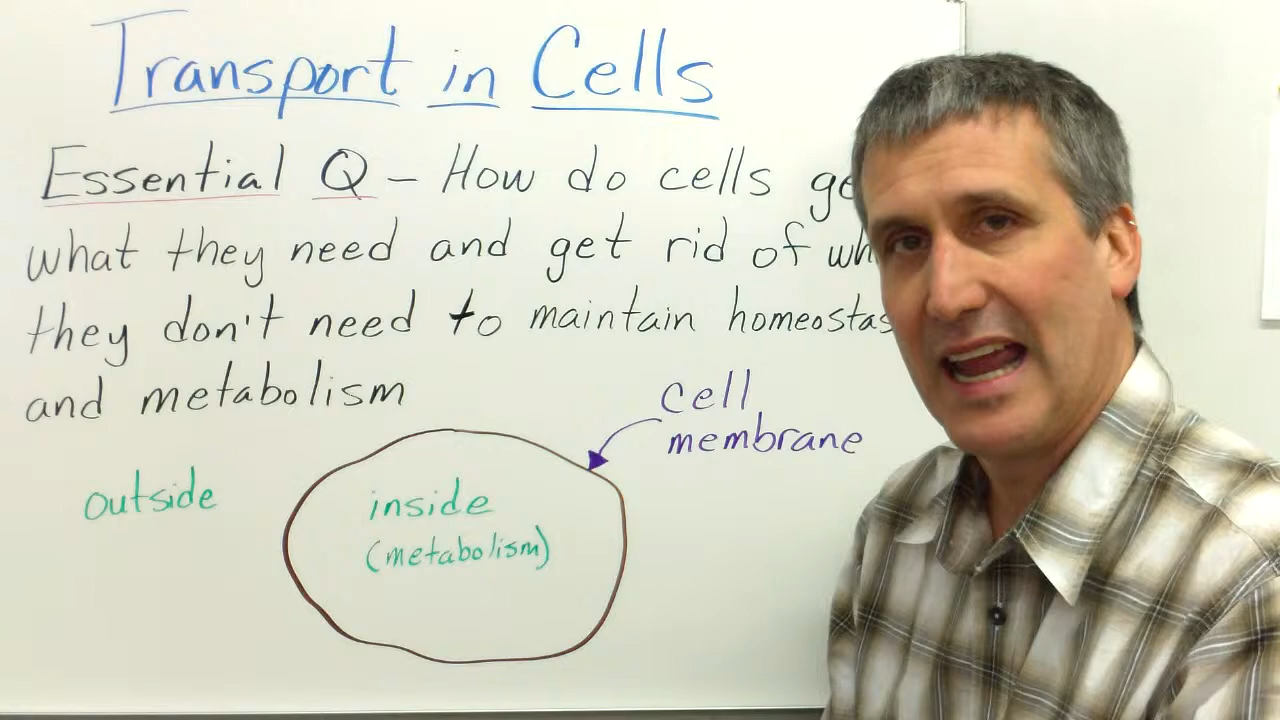 Transport in Cells
Essential Q – How do cells ge
what they need and get rid of wh
they don't need to maintain homeostas
and metabolism
cell
membrane
outside
inside
(metabolism)